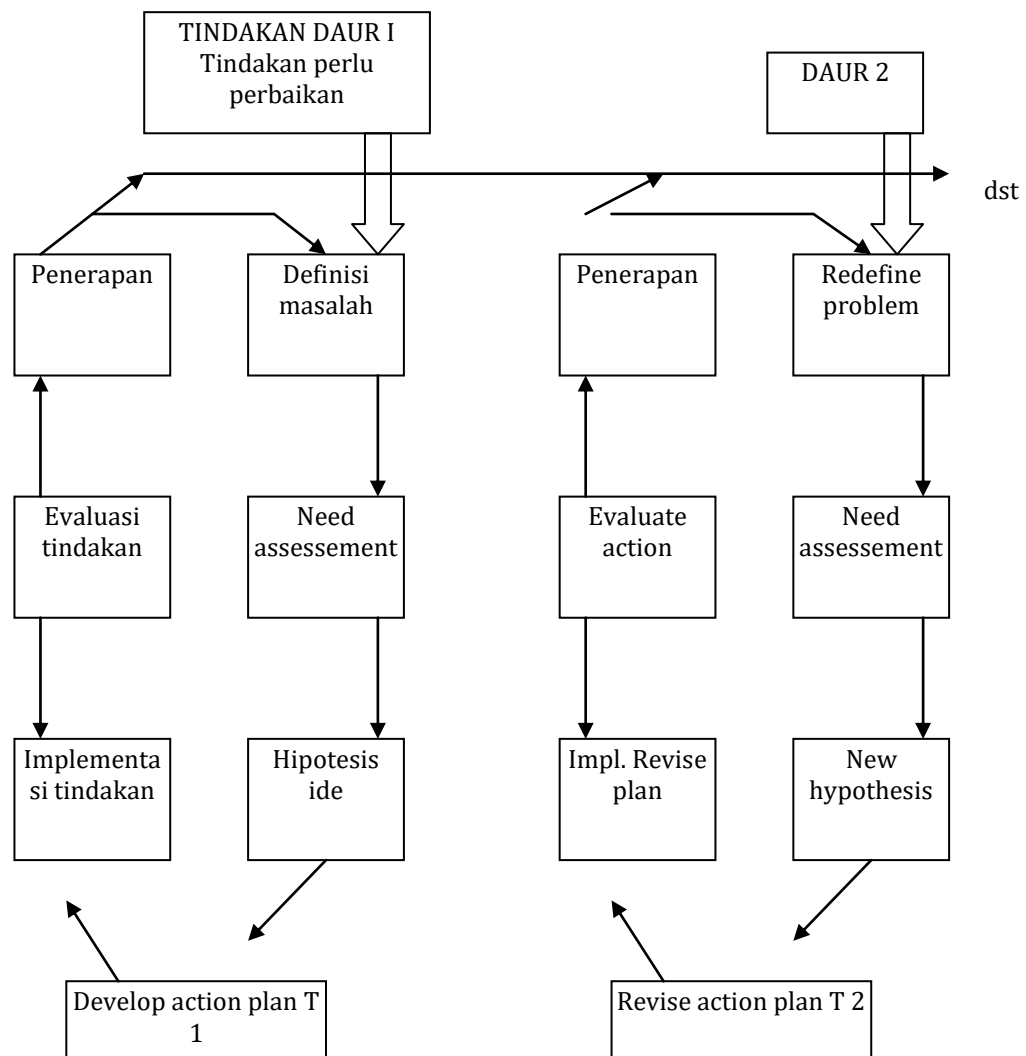 TINDAKAN DAUR I
Tindakan perlu
perbaikan
DAUR 2
dst
Penerapan
Definisi
masalah
Penerapan
Redefine
problem
Evaluasi
tindakan
Need
assessement
Evaluate
action
Need
assessement
Implementa
si tindakan
Hipotesis
ide
Impl. Revise
plan
New
hypothesis
Develop action plan T
1
Revise action plan T 2